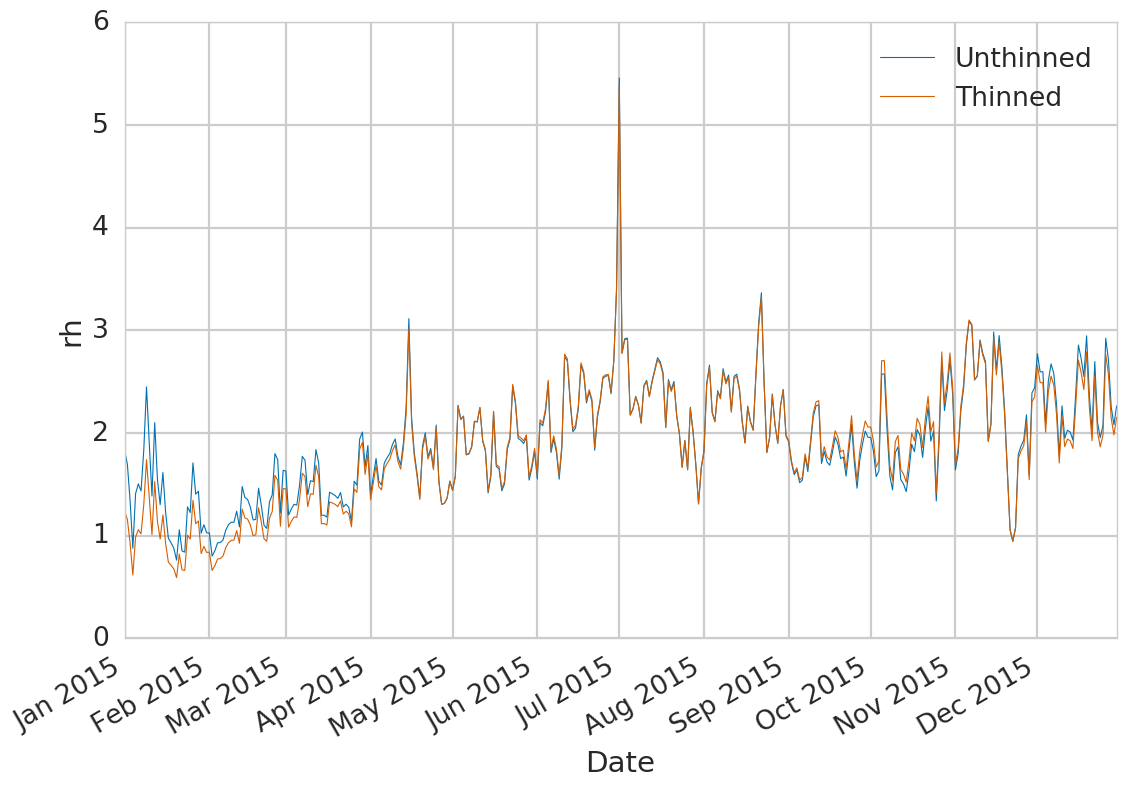 6
5
4
3
2
1
0
rh
Unthinned
Thinned
Jan 2015
Feb 2015
Mar 2015
Apr 2015
May 2015
Jun 2015
Jul 2015
Aug 2015
Sep 2015
Oct 2015
Nov 2015
Dec 2015
Date